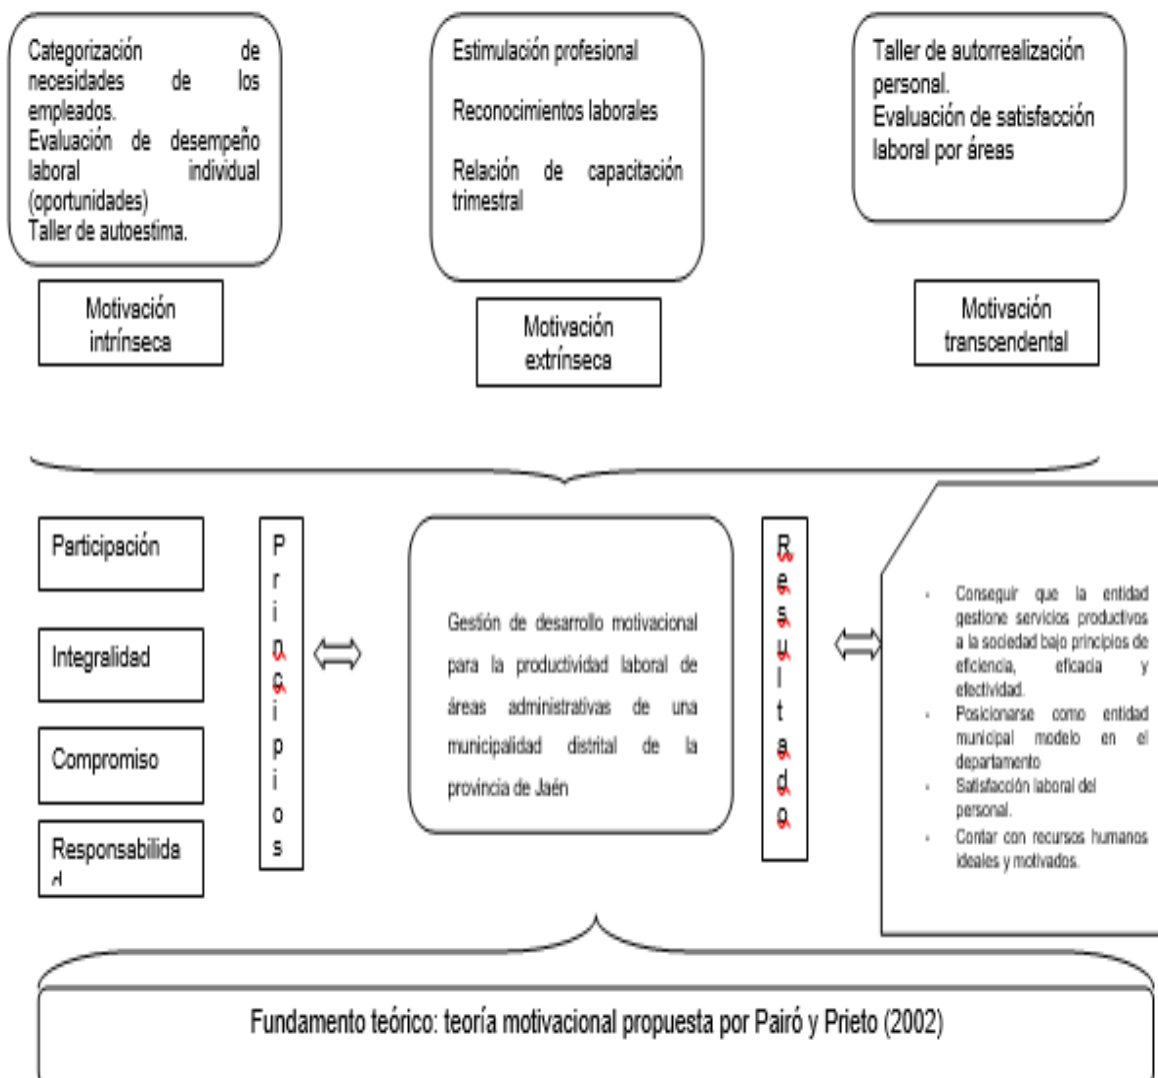 Categorización de
necesidades de los
empleados.
Evaluación de desempeño
laboral individual
(oportunidades)
Taller de autoestima.
Estimulación profesional
Reconocimientos laborales
Relación de capacitación
trimestral
Taller de autorrealización
personal.
Evaluación de satisfacción
laboral por áreas
Motivación
intrínseca
Motivación
extrínseca
Motivación
transcendental
Participación
Integralidad
Compromiso
Responsabilida
d
Principios
Gestión de desarrollo motivacional
para la productividad laboral de
áreas administrativas de una
municipalidad distrital de la
provincia de Jaén
Resultado
Conseguir que la entidad
gestione servicios productivos
a la sociedad bajo principios de
eficiencia, eficacia y
efectividad.
Posicionarse como entidad
municipal modelo en el
departamento
Satisfacción laboral del
personal.
Contar con recursos humanos
ideales y motivados.
Fundamento teórico: teoría motivacional propuesta por Pairó y Prieto (2002)